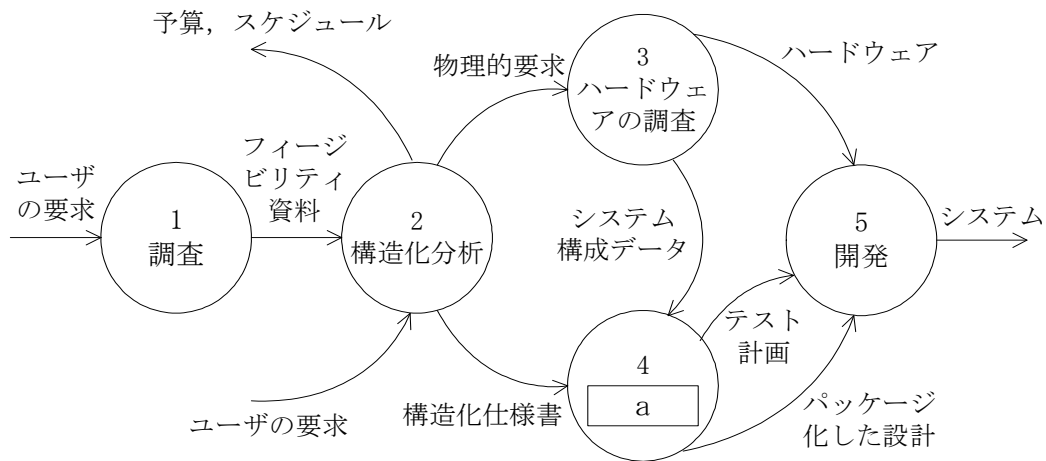 予算，スケジュール
物理的要求
3
ハードウェ
アの調査
ハードウェア
ユーザ
の要求
1
調査
フィージ
ビリティ
資料
2
構造化分析
システム
構成データ
5
開発
システム
テスト
計画
4
a
ユーザの要求
構造化仕様書
パッケージ
化した設計